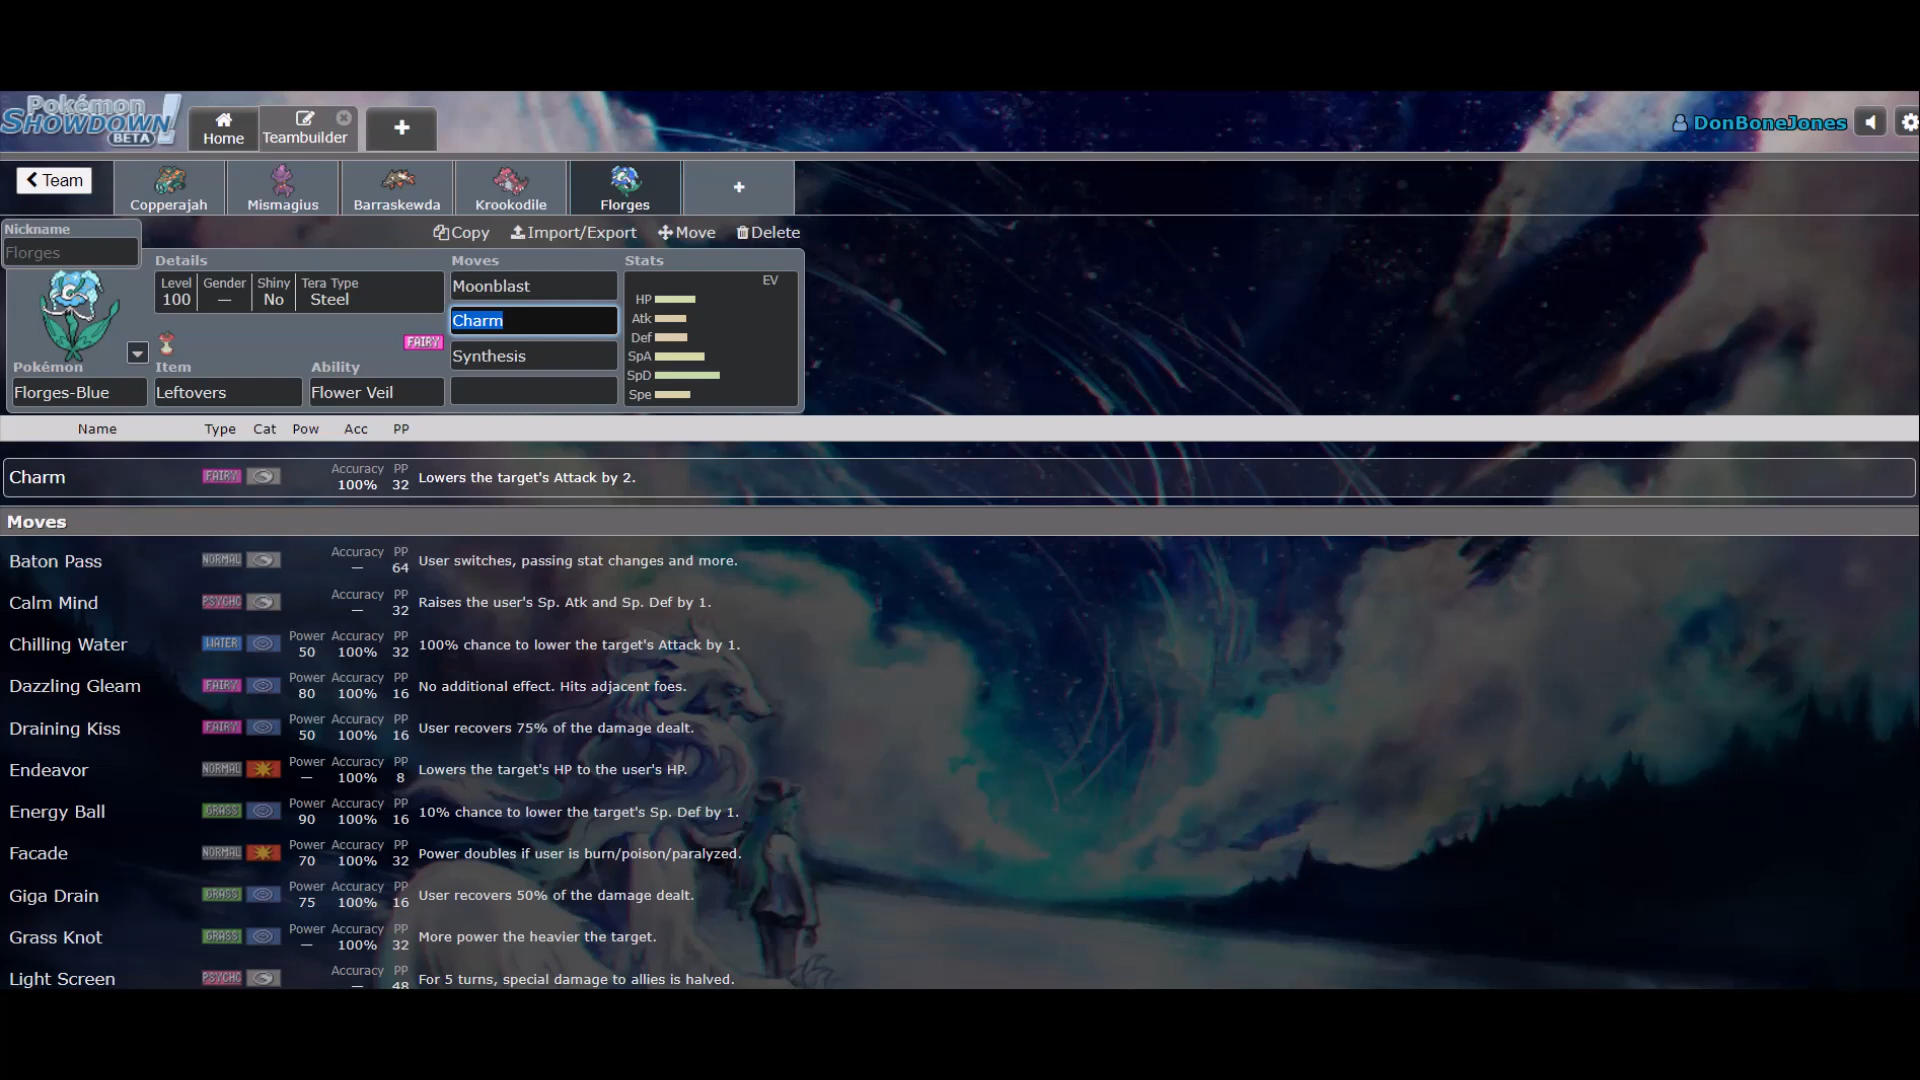 Pokémon
SHOWDOWN!
BETA
Home
Teambuilder
+
DonBoneJones
Team
Copperajah
Mismagius
Barraskewda
Krookodile
Florges
+
Nickname
Florges
Copy
Import/Export
Move
Delete
Details
Moves
Stats
Level
Gender
Shiny
Tera Type
100
—
No
Steel
Moonblast
EV
HP
Charm
Atk
Def
FAIRY
Synthesis
SpA
Pokémon
Item
Ability
SpD
Florges-Blue
Leftovers
Flower Veil
Spe
Name Type Cat Pow Acc PP
Charm FAIRY Accuracy 100% PP 32 Lowers the target's Attack by 2.
Moves
Baton Pass NORMAL Accuracy — PP 64 User switches, passing stat changes and more.
Calm Mind PSYCHC Accuracy — PP 32 Raises the user's Sp. Atk and Sp. Def by 1.
Chilling Water WATER Power 50 Accuracy 100% PP 32 100% chance to lower the target's Attack by 1.
Dazzling Gleam FAIRY Power 80 Accuracy 100% PP 16 No additional effect. Hits adjacent foes.
Draining Kiss FAIRY Power 50 Accuracy 100% PP 16 User recovers 75% of the damage dealt.
Endeavor NORMAL Power — Accuracy 100% PP 8 Lowers the target's HP to the user's HP.
Energy Ball GRASS Power 90 Accuracy 100% PP 16 10% chance to lower the target's Sp. Def by 1.
Facade NORMAL Power 70 Accuracy 100% PP 32 Power doubles if user is burn/poison/paralyzed.
Giga Drain GRASS Power 75 Accuracy 100% PP 16 User recovers 50% of the damage dealt.
Grass Knot GRASS Power — Accuracy 100% PP 32 More power the heavier the target.
Light Screen PSYCHC Accuracy — PP 48 For 5 turns, special damage to allies is halved.